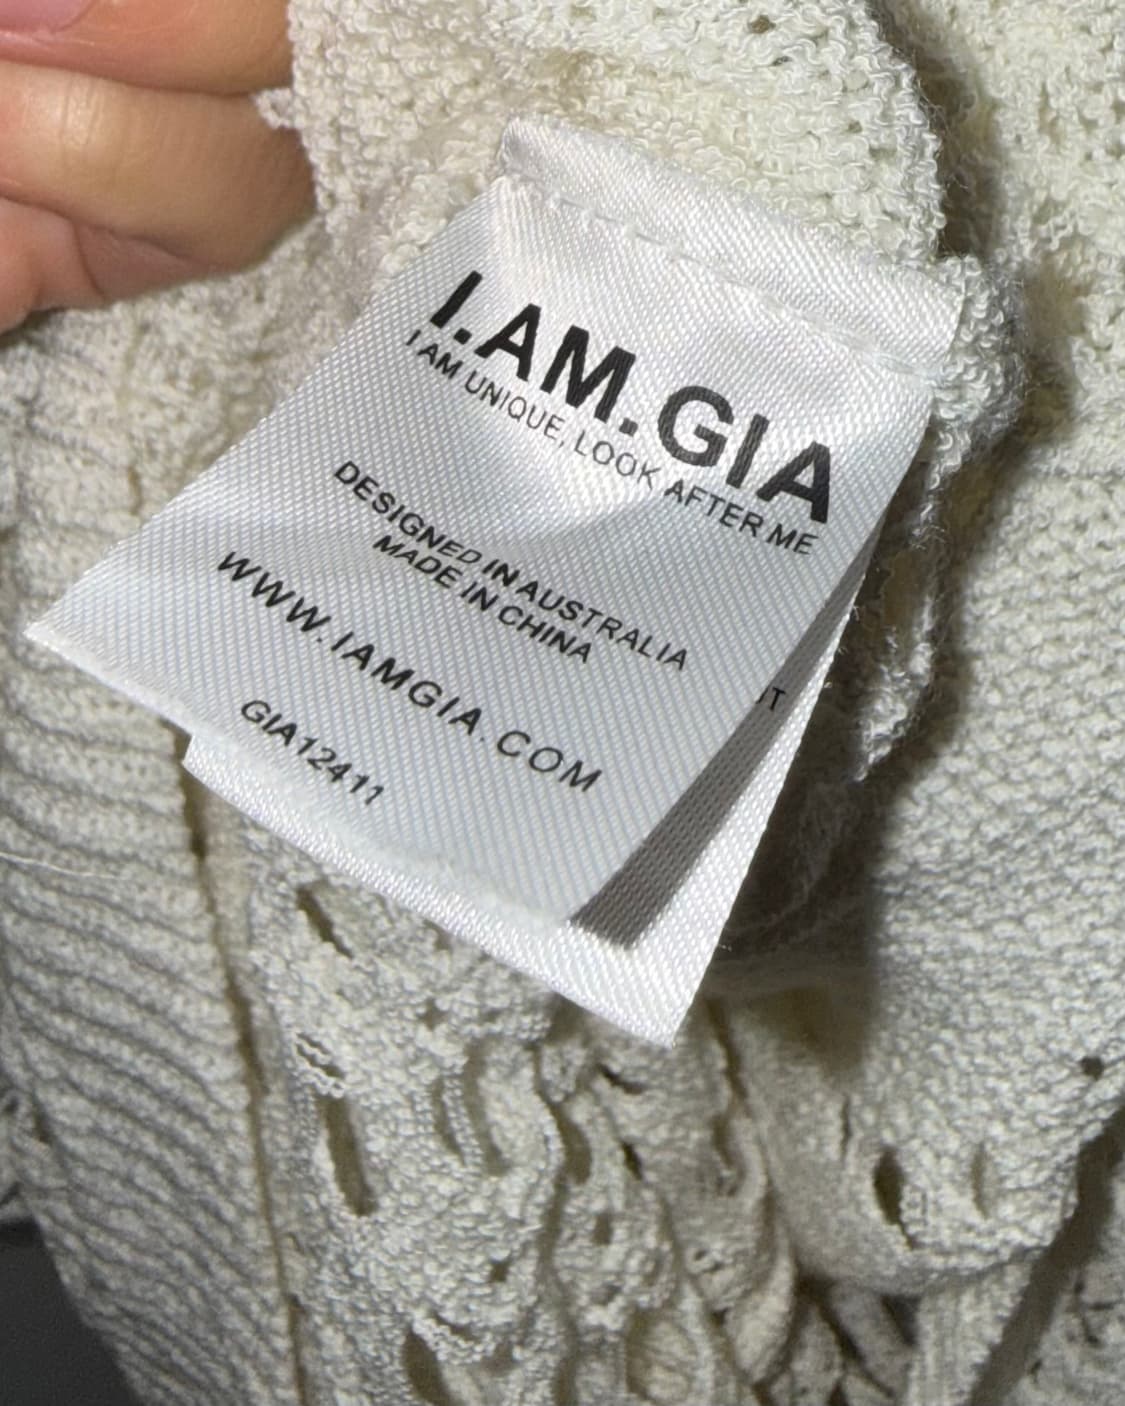 I.AM.GIA
I AM UNIQUE, LOOK AFTER ME
DESIGNED IN AUSTRALIA
MADE IN CHINA
WWW.IAMGIA.COM
GIA12411